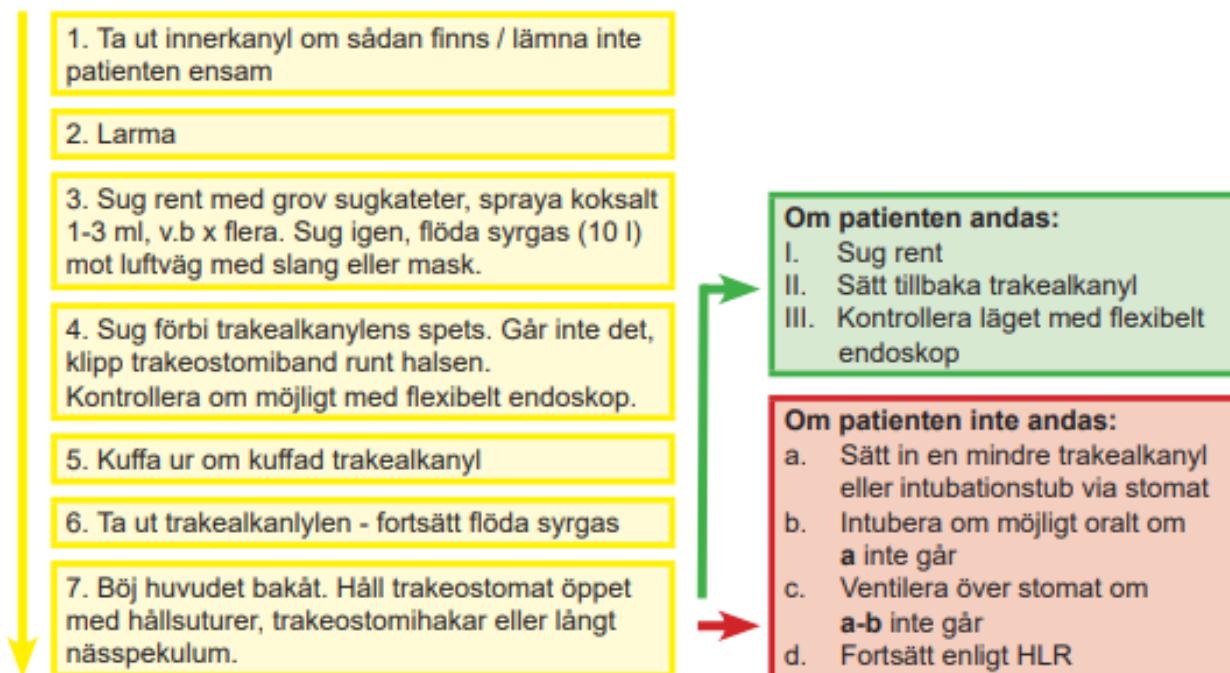 1. Ta ut innerkanyl om sådan finns / lämna inte
patienten ensam
2. Larma
3. Sug rent med grov sugkateter, spraya koksalt
1-3 ml, v.b x flera. Sug igen, flöda syrgas (10 l)
mot luftväg med slang eller mask.
4. Sug förbi trakealkanylens spets. Går inte det,
klipp trakeostomiband runt halsen.
Kontrollera om möjligt med flexibelt endoskop.
5. Kuffa ur om kuffad trakealkanyl
6. Ta ut trakealkanlylen - fortsätt flöda syrgas
7. Böj huvudet bakåt. Håll trakeostomat öppet
med hållsuturer, trakeostomihakar eller långt
nässpekulum.
Om patienten andas:
I. Sug rent
II. Sätt tillbaka trakealkanyl
III. Kontrollera läget med flexibelt
endoskop
Om patienten inte andas:
a. Sätt in en mindre trakealkanyl
eller intubationstub via stomat
b. Intubera om möjligt oralt om
a inte går
c. Ventilera över stomat om
a-b inte går
d. Fortsätt enligt HLR